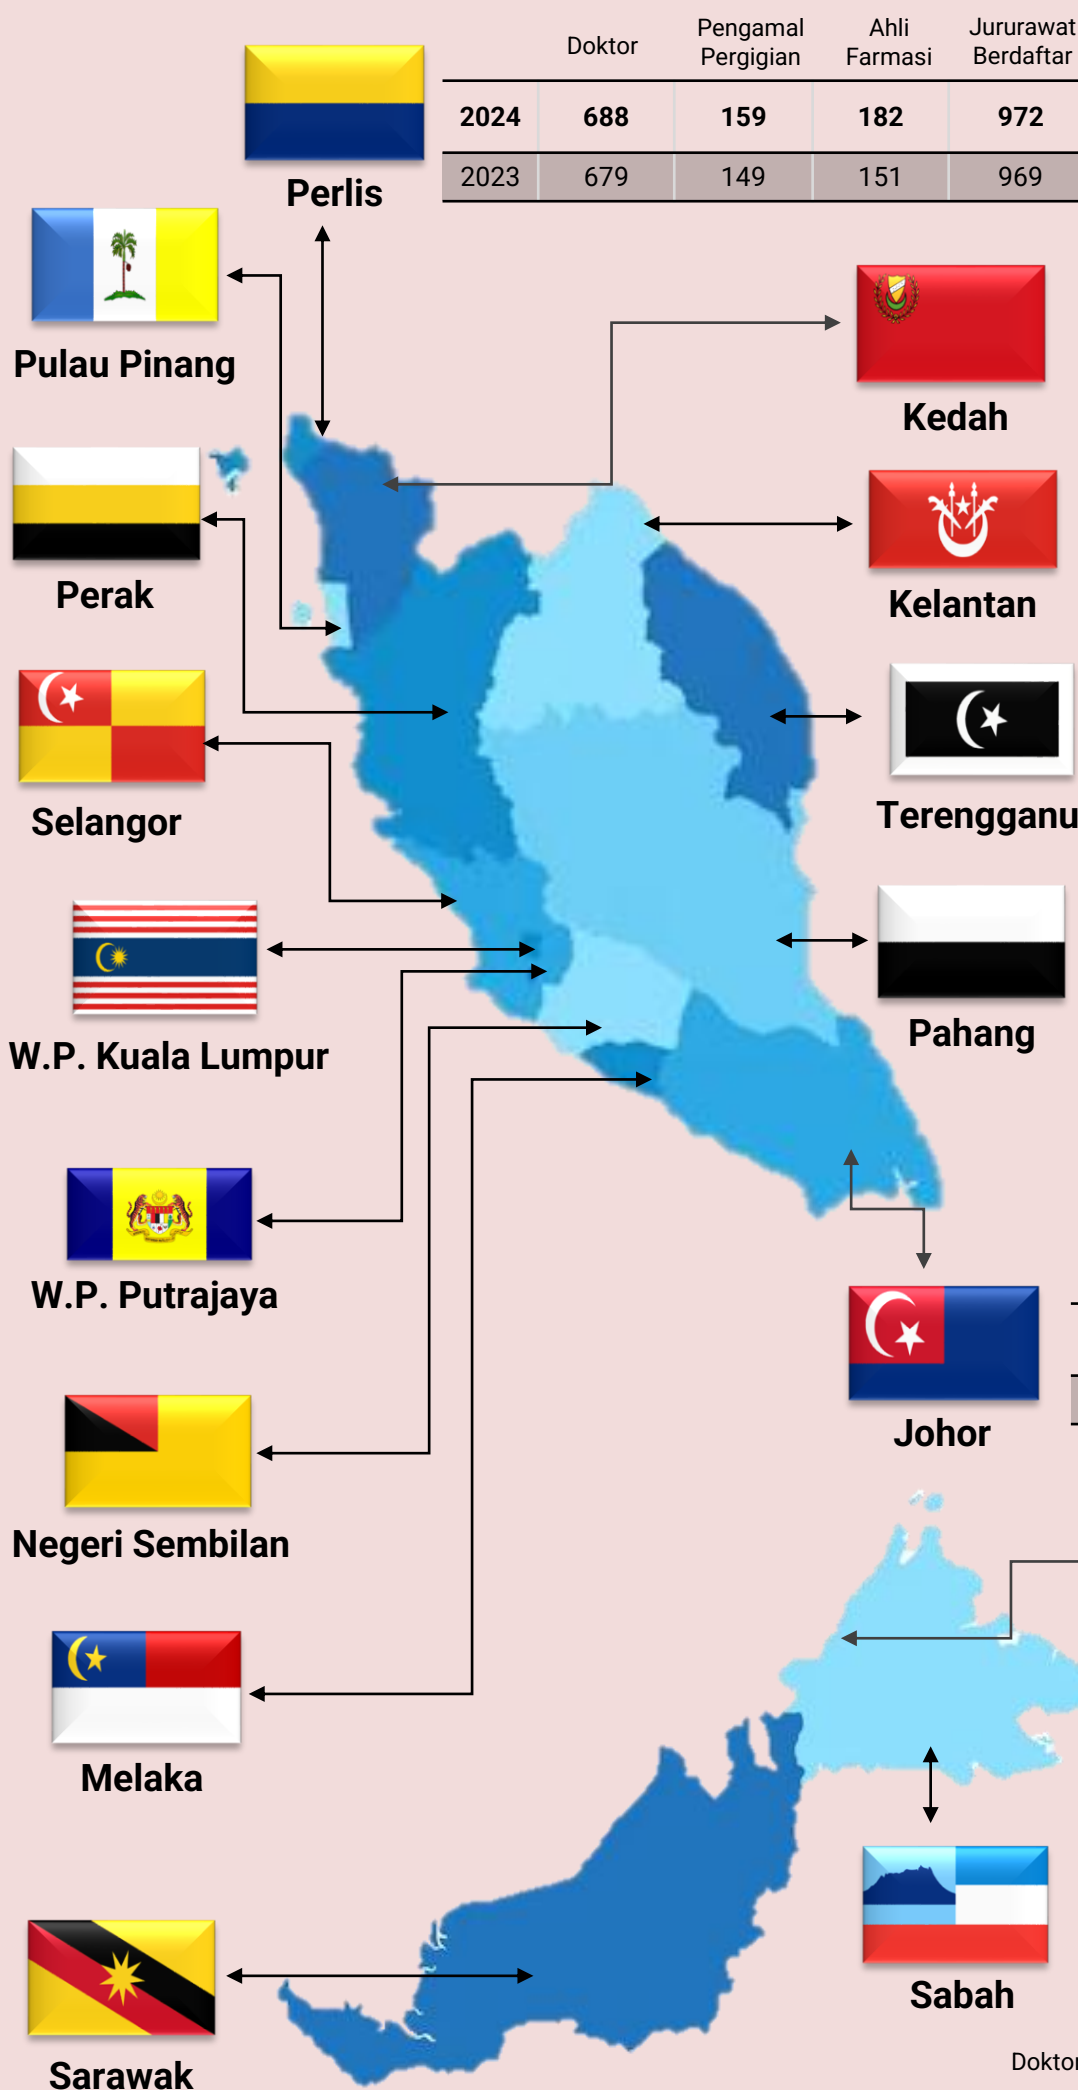 Doktor
Pengamal
Pergigian
Ahli
Farmasi
Jururawat
Berdaftar
2024 688 159 182 972
2023 679 149 151 969
Perlis
Pulau Pinang
Kedah
Perak
Kelantan
Selangor
Terengganu
W.P. Kuala Lumpur
Pahang
W.P. Putrajaya
Johor
Negeri Sembilan
Melaka
Sabah
Sarawak
Doktor